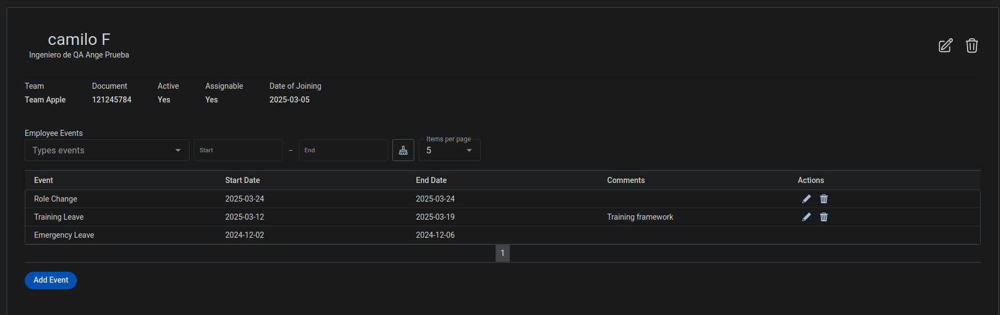 camilo F
Ingeniero de QA Ange Prueba
Team Document Active Assignable Date of Joining
Team Apple 121245784 Yes Yes 2025-03-05
Employee Events
Items per page
Types events Start – End 5
Event Start Date End Date Comments Actions
Role Change 2025-03-24 2025-03-24
Training Leave 2025-03-12 2025-03-19 Training framework
Emergency Leave 2024-12-02 2024-12-06
1
Add Event